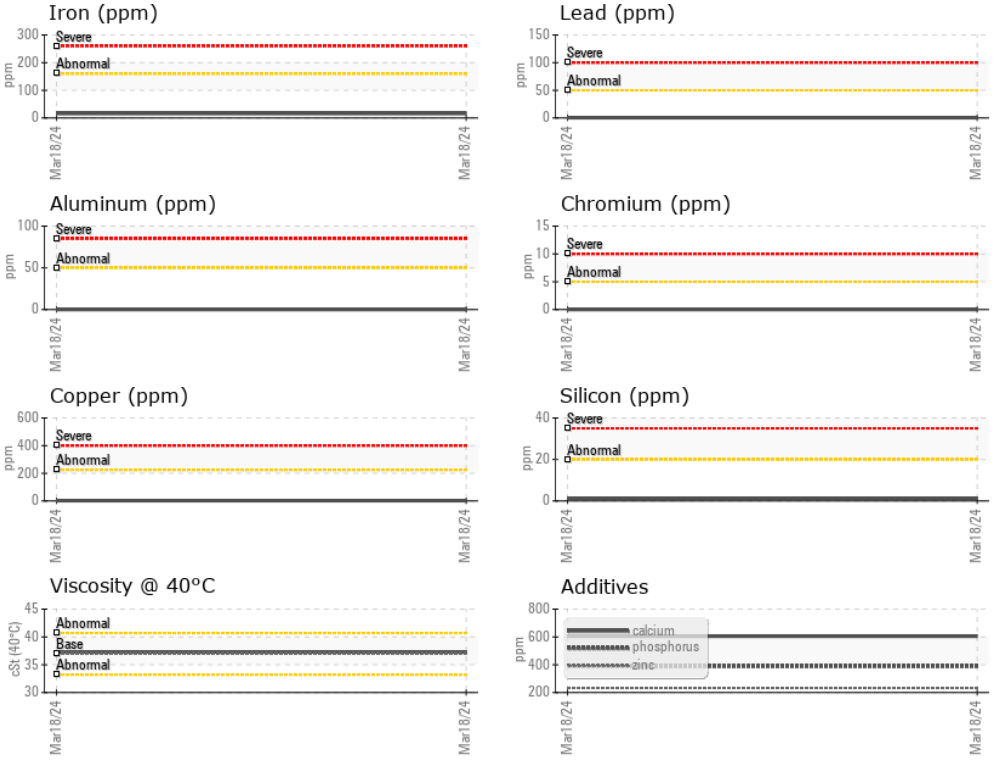 Iron (ppm)
300
200
100
0
ppm
Severe
Abnormal
Mar18/24
Mar18/24
Lead (ppm)
150
100
50
0
ppm
Severe
Abnormal
Mar18/24
Mar18/24
Aluminum (ppm)
100
50
0
ppm
Severe
Abnormal
Mar18/24
Mar18/24
Chromium (ppm)
15
10
5
0
ppm
Severe
Abnormal
Mar18/24
Mar18/24
Copper (ppm)
600
400
200
0
ppm
Severe
Abnormal
Mar18/24
Mar18/24
Silicon (ppm)
40
20
0
ppm
Severe
Abnormal
Mar18/24
Mar18/24
Viscosity @ 40°C
45
40
35
30
cSt (40°C)
Abnormal
Base
Abnormal
Mar18/24
Mar18/24
Additives
800
600
400
200
ppm
calcium
phosphorus
zinc
Mar18/24
Mar18/24